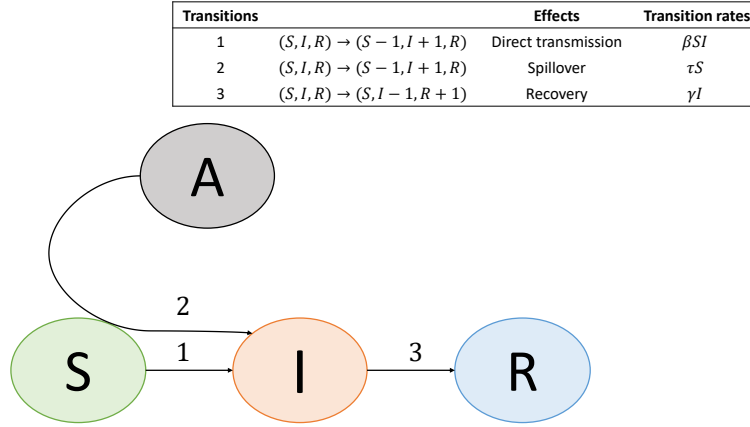 Transitions Effects Transition rates
1 (S, I, R) → (S − 1, I + 1, R) Direct transmission βSI
2 (S, I, R) → (S − 1, I + 1, R) Spillover τS
3 (S, I, R) → (S, I − 1, R + 1) Recovery γI
A
2
S 1 I 3 R